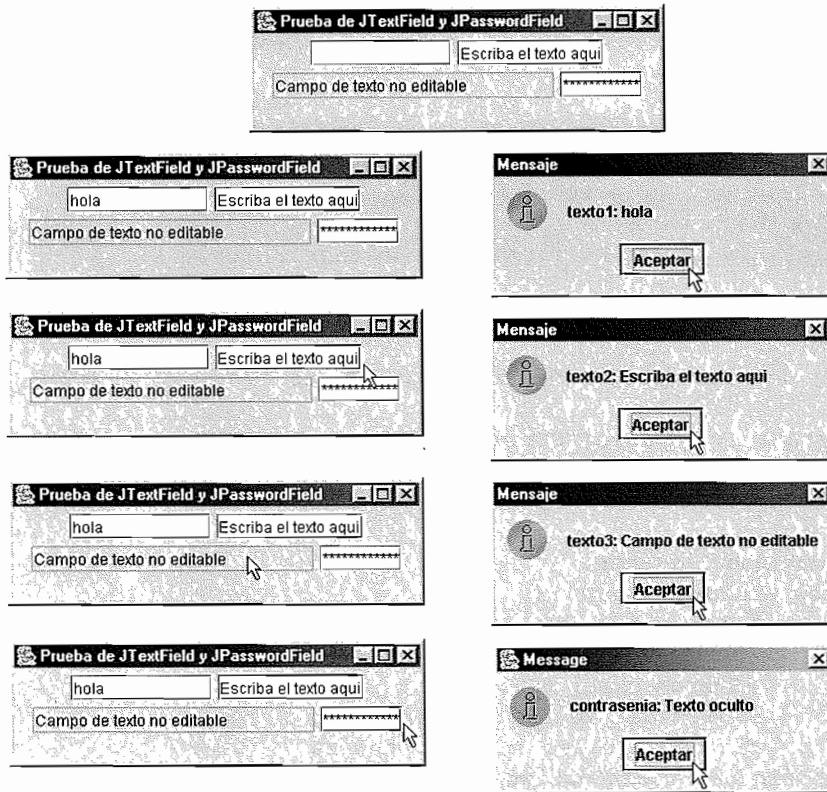 Prueba de JTextField y JPasswordField
Escriba el texto aqui
Campo de texto no editable ************
Prueba de JTextField y JPasswordField
hola Escriba el texto aqui
Campo de texto no editable ************
Mensaje
texto1: hola
Aceptar
Prueba de JTextField y JPasswordField
hola Escriba el texto aqui
Campo de texto no editable ************
Mensaje
texto2: Escriba el texto aqui
Aceptar
Prueba de JTextField y JPasswordField
hola Escriba el texto aqui
Campo de texto no editable ************
Mensaje
texto3: Campo de texto no editable
Aceptar
Prueba de JTextField y JPasswordField
hola Escriba el texto aqui
Campo de texto no editable ************
Message
contrasenia: Texto oculto
Aceptar